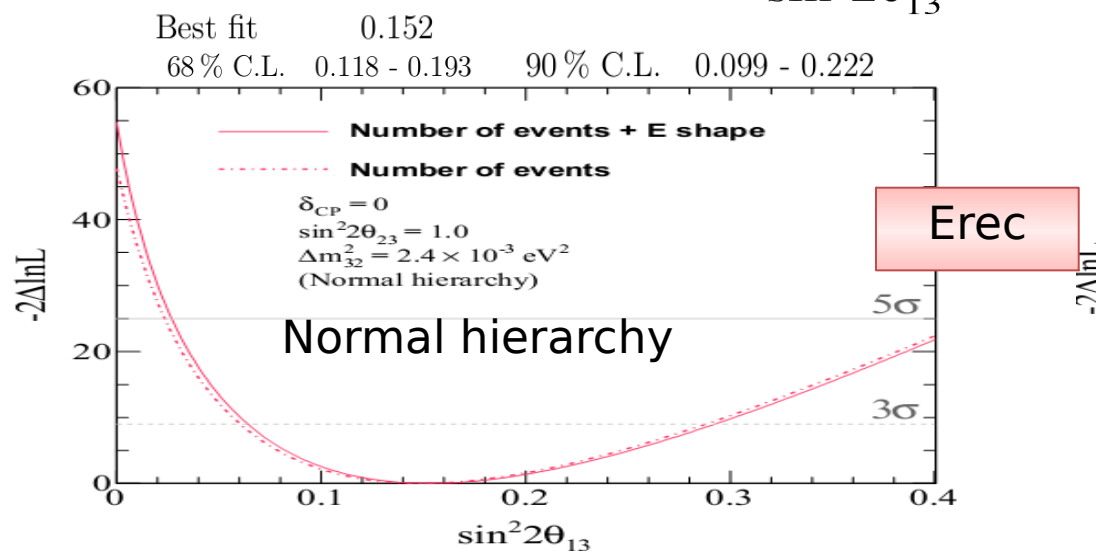 sin²2θ₁₃
Best fit 0.152
68 % C.L. 0.118 - 0.193 90 % C.L. 0.099 - 0.222
60
Number of events + E shape
Number of events
δCP = 0
sin²2θ₂₃ = 1.0
Δm²₃₂ = 2.4 × 10⁻³ eV²
(Normal hierarchy)
Erec
40
-2ΔlnL
-2ΔlnL
5σ
Normal hierarchy
20
3σ
0
0 0.1 0.2 0.3 0.4
sin²2θ₁₃